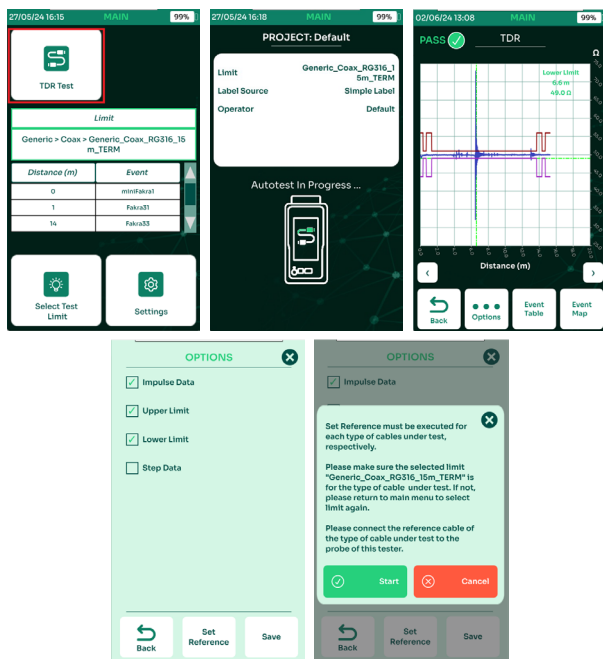 27/05/24 16:15 MAIN 99%
TDR Test
Limit
Generic > Coax > Generic_Coax_RG316_15
m_TERM
Distance (m) Event
0 miniFakra1
1 Fakra31
14 Fakra33
Select Test
Limit
Settings
27/05/24 16:18 MAIN 99%
PROJECT: Default
Limit Generic_Coax_RG316_1
5m_TERM
Label Source Simple Label
Operator Default
Autotest In Progress ...
02/06/24 13:08 MAIN 99%
PASS TDR
Ω
Lower Limit
6.6 m
49.0 Ω
Distance (m)
Back
Options
Event
Table
Event
Map
OPTIONS
Impulse Data
Upper Limit
Lower Limit
Step Data
Back
Set
Reference
Save
OPTIONS
Impulse Data
Set Reference must be executed for
each type of cables under test,
respectively.
Please make sure the selected limit
"Generic_Coax_RG316_15m_TERM" is
for the type of cable under test. If not,
please return to main menu to select
limit again.
Please connect the reference cable of
the type of cable under test to the
probe of this tester.
Start
Cancel
Back
Set
Reference
Save